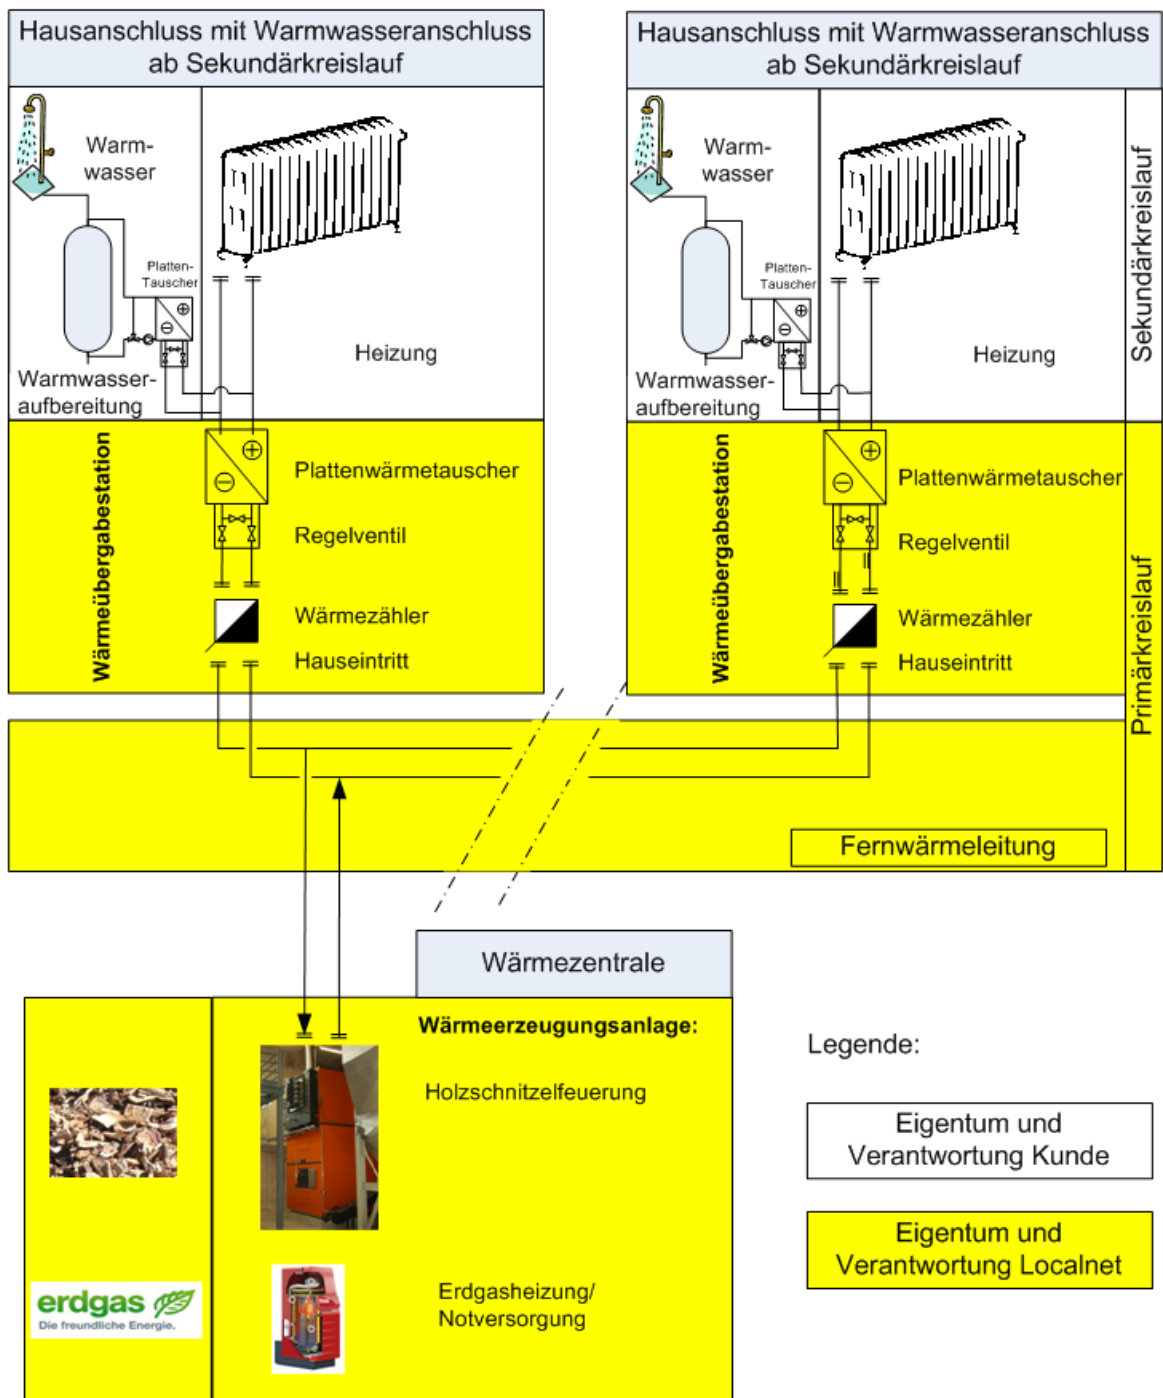 Hausanschluss mit Warmwasseranschluss
ab Sekundärkreislauf
Hausanschluss mit Warmwasseranschluss
ab Sekundärkreislauf
Warm-
wasser
Platten-
Tauscher
Heizung
Warmwasser-
aufbereitung
Warm-
wasser
Platten-
Tauscher
Heizung
Warmwasser-
aufbereitung
Sekundärkreislauf
Wärmeübergabestation
Plattenwärmetauscher
Regelventil
Wärmezähler
Hauseintritt
Wärmeübergabestation
Plattenwärmetauscher
Regelventil
Wärmezähler
Hauseintritt
Primärkreislauf
Fernwärmeleitung
Wärmezentrale
Wärmeerzeugungsanlage:
Holzschnitzelfeuerung
erdgas
Die freundliche Energie.
Erdgasheizung/
Notversorgung
Legende:
Eigentum und
Verantwortung Kunde
Eigentum und
Verantwortung Localnet